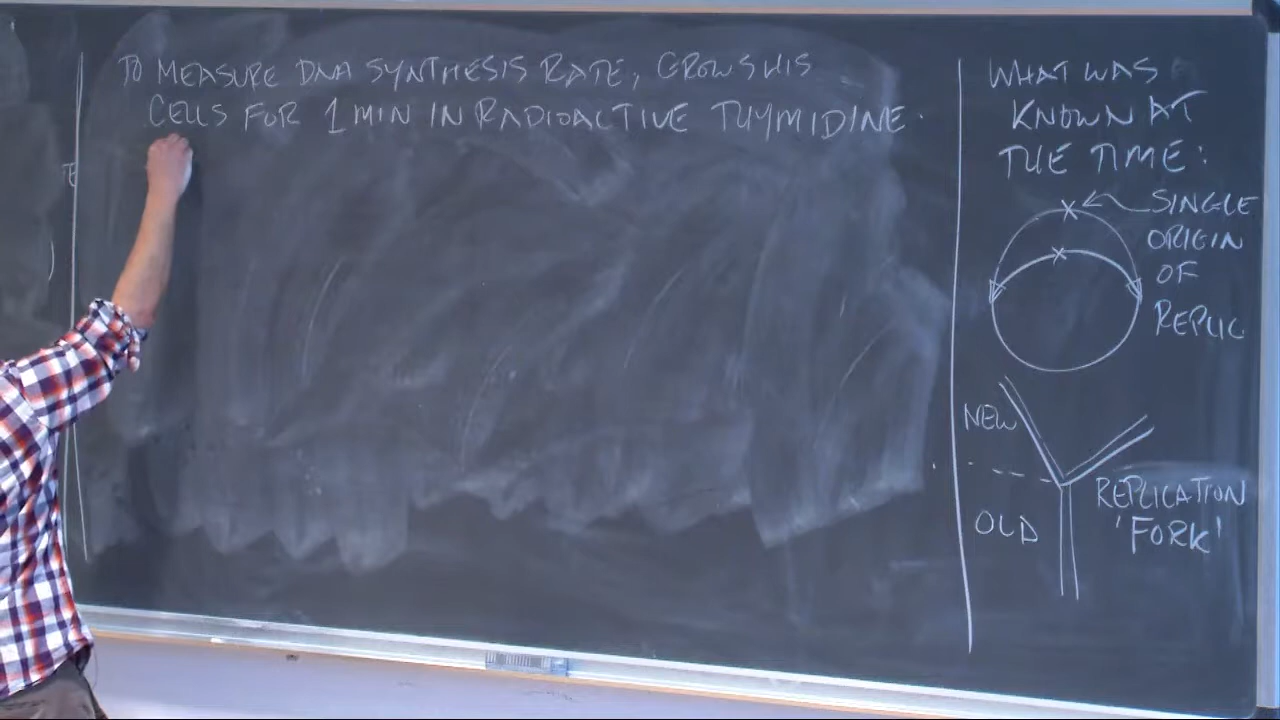 TO MEASURE DNA SYNTHESIS RATE, GROWS HIS
CELLS FOR 1 MIN IN RADIOACTIVE THYMIDINE.
WHAT WAS
KNOWN AT
THE TIME:
SINGLE
ORIGIN
OF
REPLIC
NEW
OLD
REPLICATION
'FORK'